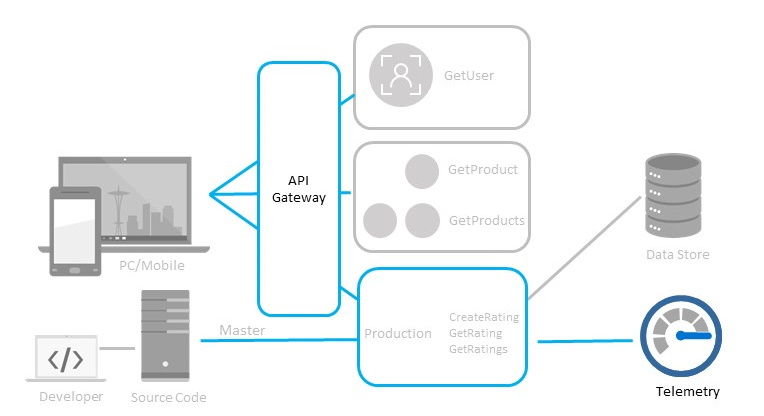 GetUser
API
Gateway
GetProduct
GetProducts
PC/Mobile
Data Store
Master
Production
CreateRating
GetRating
GetRatings
Developer
Source Code
Telemetry